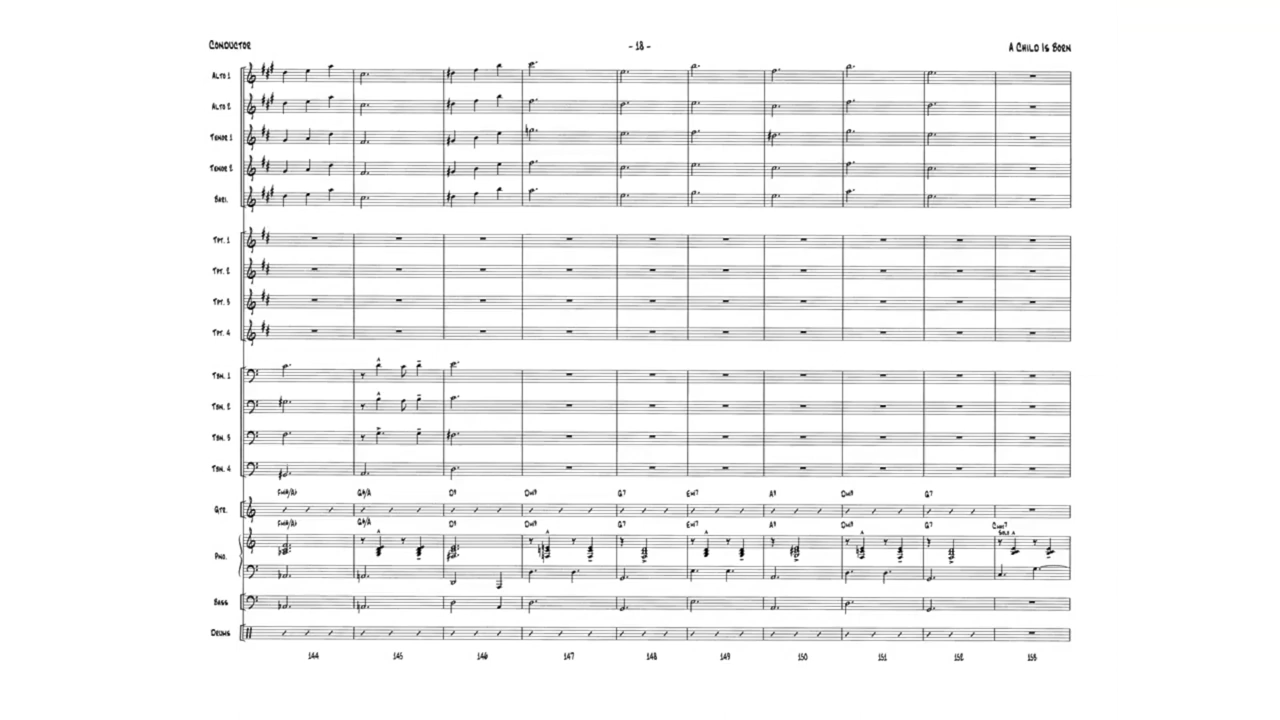 CONDUCTOR - 18 - A CHILD IS BORN
ALTO 1
ALTO 2
TENOR 1
TENOR 2
BARI.
TPT. 1
TPT. 2
TPT. 3
TPT. 4
TBN. 1
TBN. 2
TBN. 3
TBN. 4
D9 DM9 G7 EM7 A9 DM9 G7
GTR.
D9 DM9 G7 EM7 A9 DM9 G7
SOLO
PNO.
BASS
DRUMS
144 145 146 147 148 149 150 151 152 153